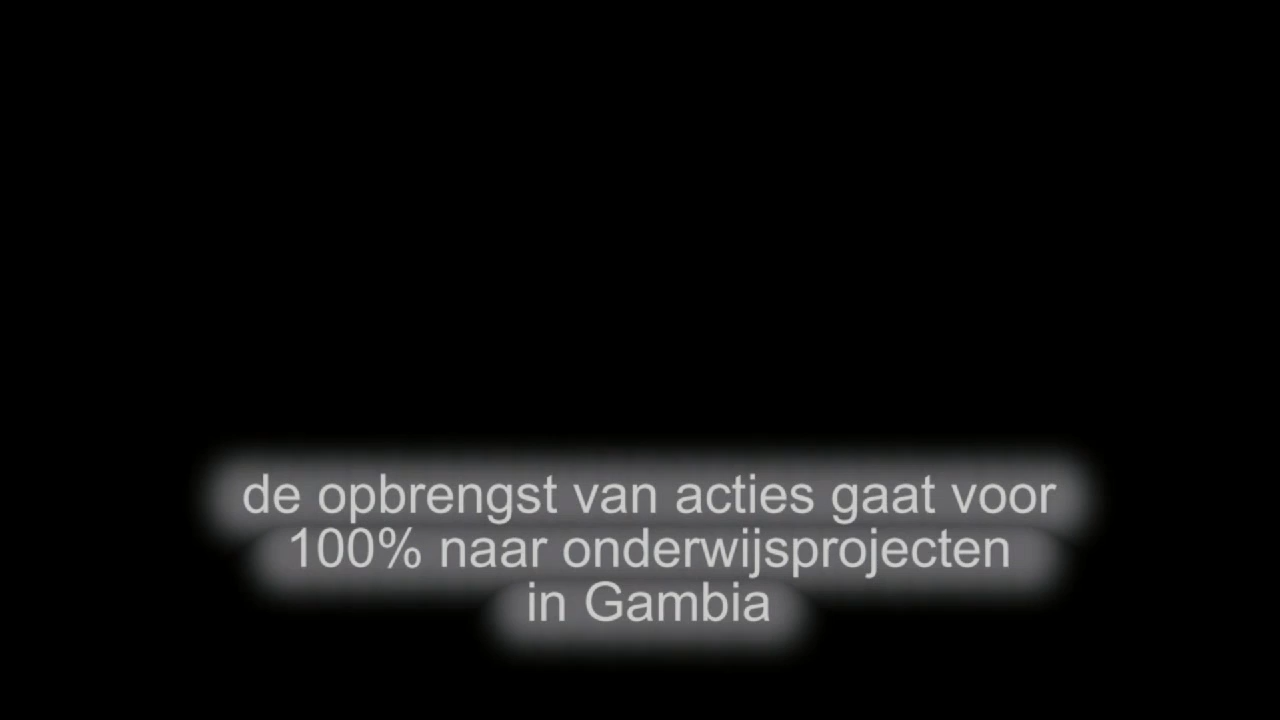 de opbrengst van acties gaat voor
100% naar onderwijsprojecten
in Gambia